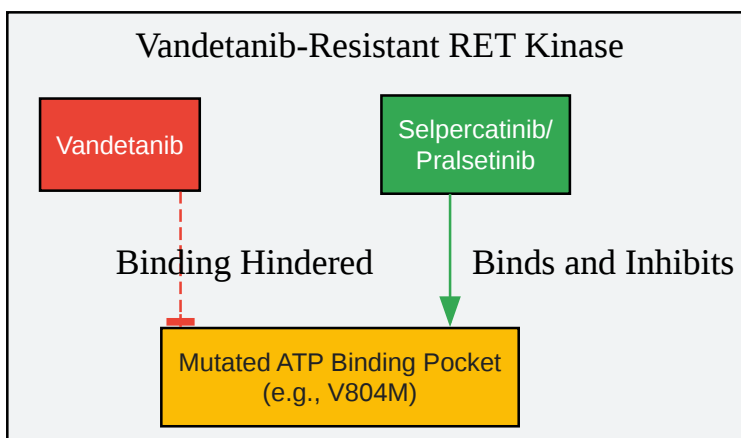 Vandetanib-Resistant RET Kinase
Vandetanib
Selpercatinib/
Pralsetinib
Binding Hindered
Binds and Inhibits
Mutated ATP Binding Pocket
(e.g., V804M)